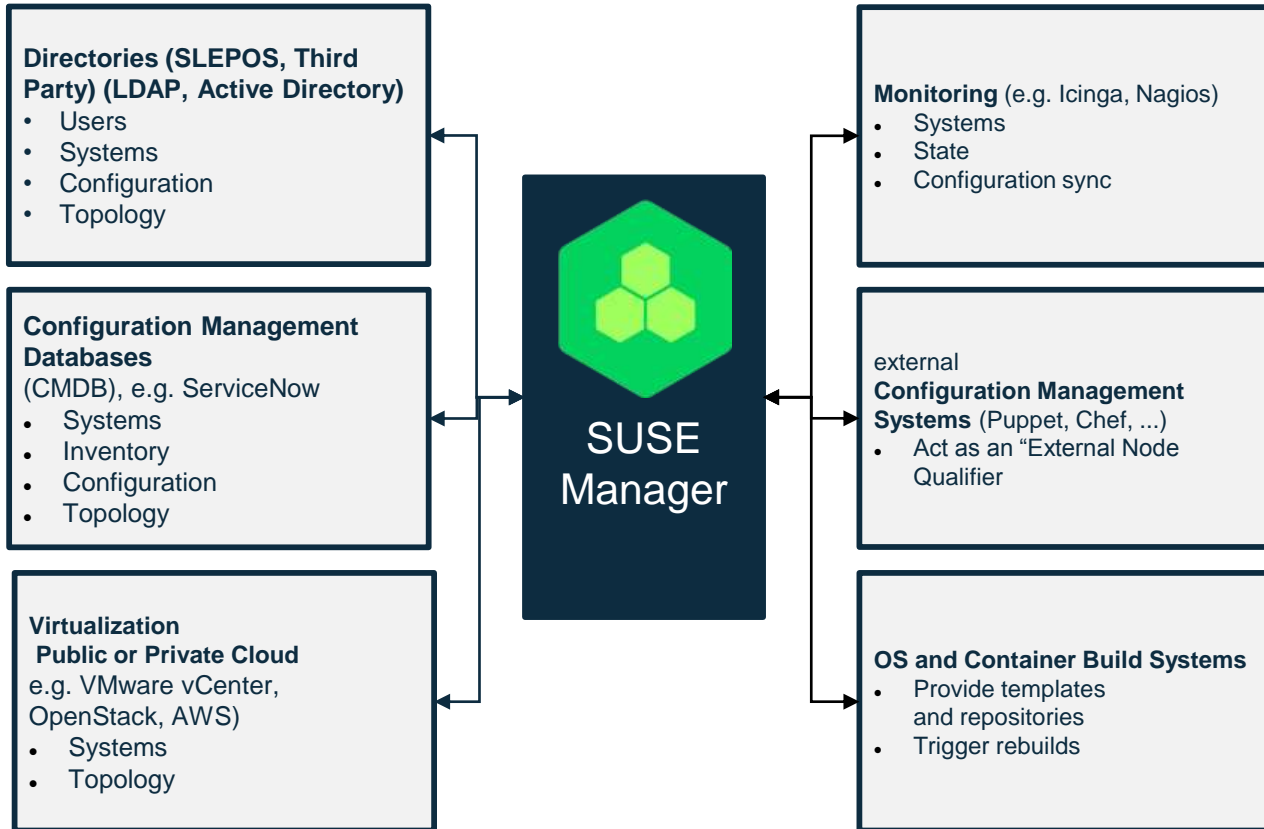 Directories (SLEPOS, Third
Party) (LDAP, Active Directory)
• Users
• Systems
• Configuration
• Topology
Configuration Management
Databases
(CMDB), e.g. ServiceNow
• Systems
• Inventory
• Configuration
• Topology
Virtualization
Public or Private Cloud
e.g. VMware vCenter,
OpenStack, AWS)
• Systems
• Topology
SUSE
Manager
Monitoring (e.g. Icinga, Nagios)
• Systems
• State
• Configuration sync
external
Configuration Management
Systems (Puppet, Chef, ...)
• Act as an “External Node
Qualifier
OS and Container Build Systems
• Provide templates
and repositories
• Trigger rebuilds